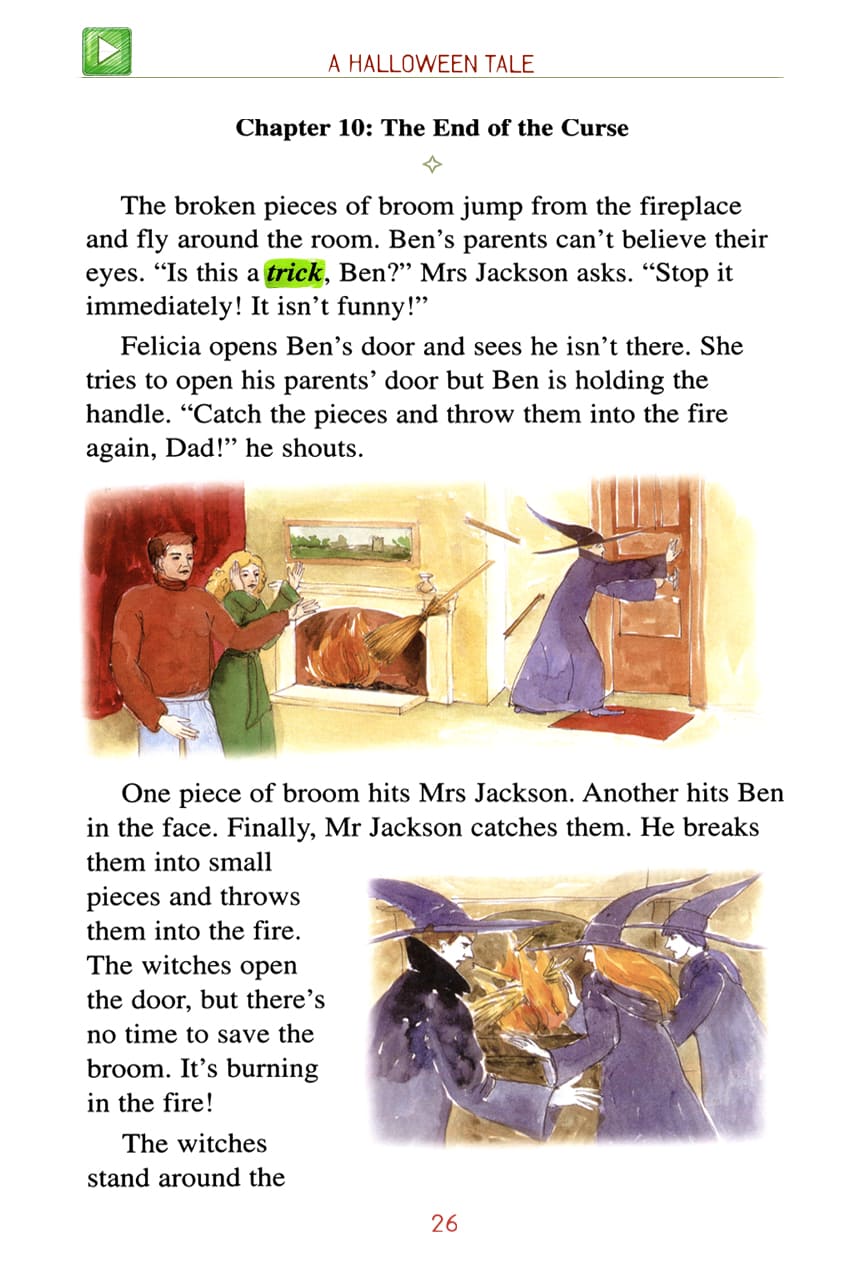 A HALLOWEEN TALE
Chapter 10: The End of the Curse
The broken pieces of broom jump from the fireplace
and fly around the room. Ben’s parents can’t believe their
eyes. “Is this a trick, Ben?” Mrs Jackson asks. “Stop it
immediately! It isn’t funny!”
Felicia opens Ben’s door and sees he isn’t there. She
tries to open his parents’ door but Ben is holding the
handle. “Catch the pieces and throw them into the fire
again, Dad!” he shouts.
One piece of broom hits Mrs Jackson. Another hits Ben
in the face. Finally, Mr Jackson catches them. He breaks
them into small
pieces and throws
them into the fire.
The witches open
the door, but there’s
no time to save the
broom. It’s burning
in the fire!
The witches
stand around the
26